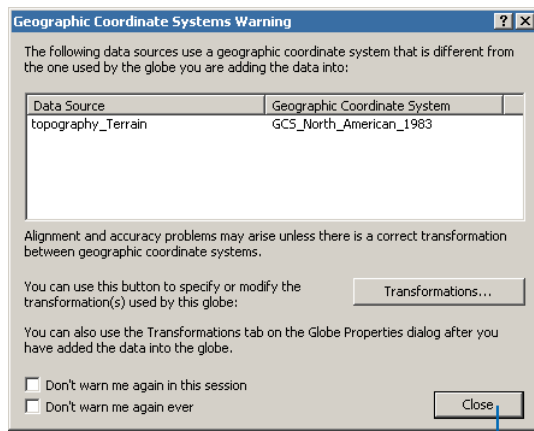 Geographic Coordinate Systems Warning
The following data sources use a geographic coordinate system that is different from
the one used by the globe you are adding the data into:
Data Source Geographic Coordinate System
topography_Terrain GCS_North_American_1983
Alignment and accuracy problems may arise unless there is a correct transformation
between geographic coordinate systems.
You can use this button to specify or modify the
transformation(s) used by this globe:
Transformations...
You can also use the Transformations tab on the Globe Properties dialog after you
have added the data into the globe.
Don't warn me again in this session
Don't warn me again ever
Close